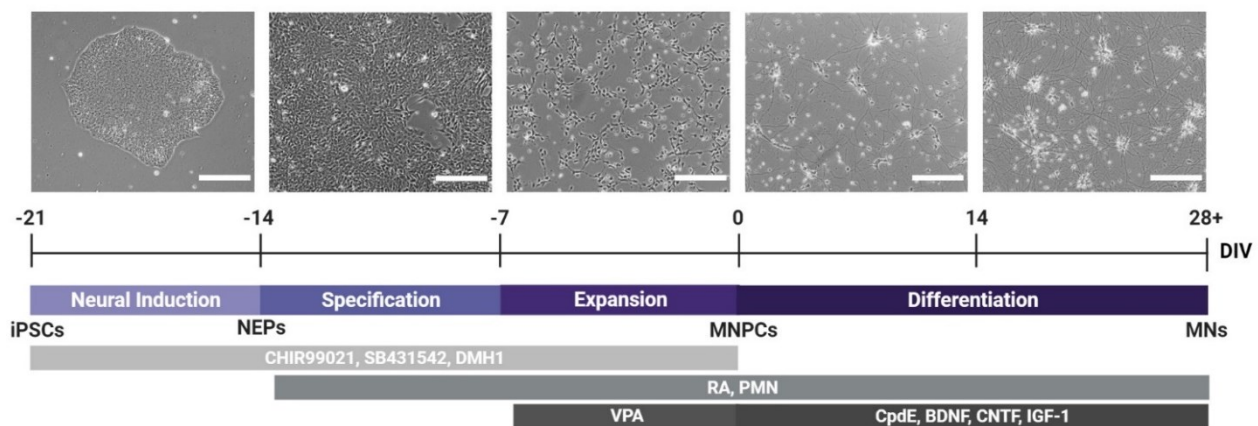 -21 -14 -7 0 14 28+
DIV
Neural Induction Specification Expansion Differentiation
iPSCs NEPs MNPCs MNs
CHIR99021, SB431542, DMH1
RA, PMN
VPA CpdE, BDNF, CNTF, IGF-1